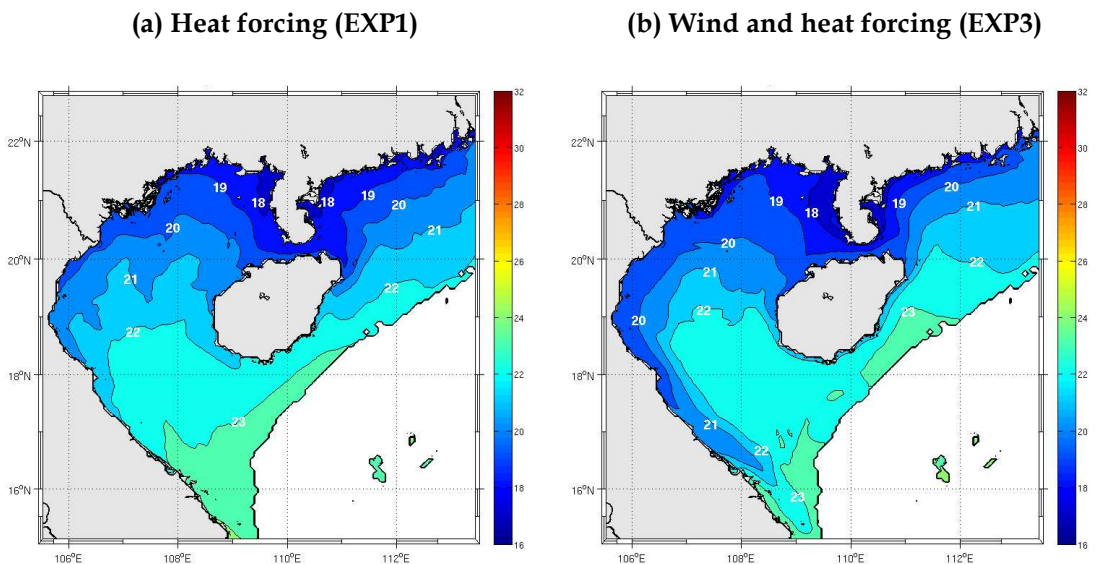 (a) Heat forcing (EXP1)
(b) Wind and heat forcing (EXP3)
22°N
20°N
18°N
16°N
106°E
108°E
110°E
112°E
19
18
18
19
20
20
21
21
22
22
23
32
30
28
26
24
22
20
18
16
22°N
20°N
18°N
16°N
106°E
108°E
110°E
112°E
19
18
19
20
21
20
21
22
22
20
23
21
22
23
32
30
28
26
24
22
20
18
16